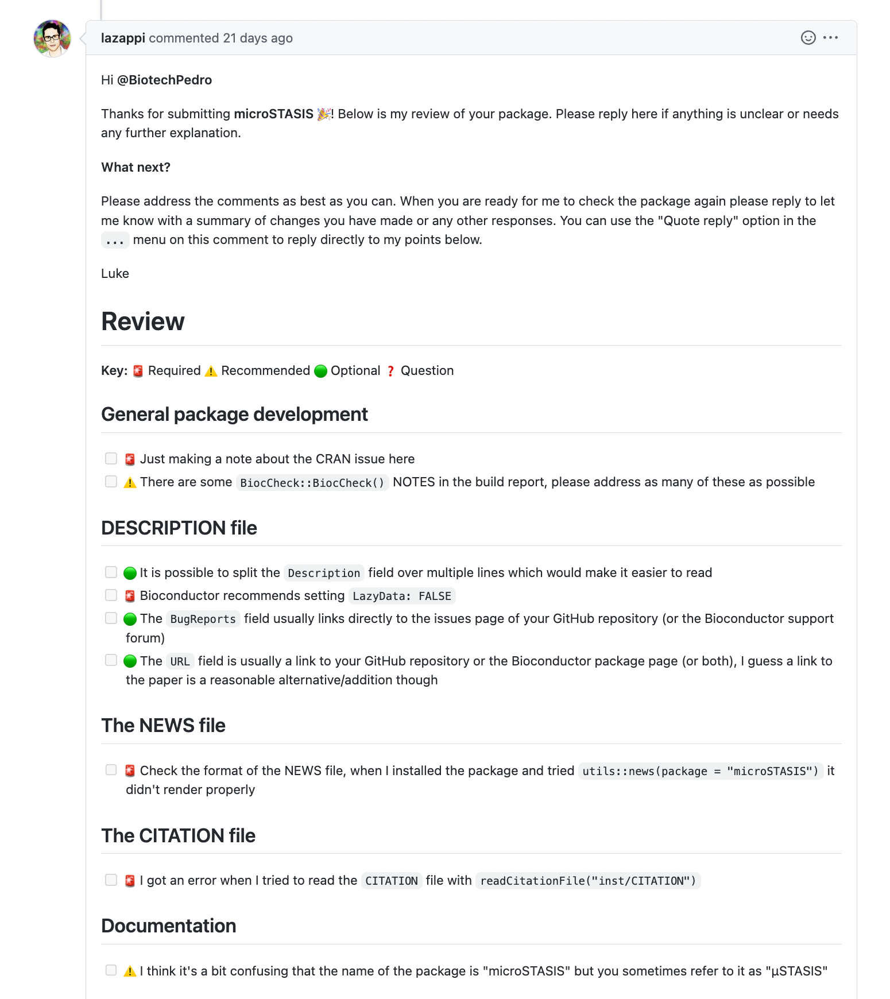 lazappi commented 21 days ago
Hi @BiotechPedro
Thanks for submitting microSTASIS 🎉! Below is my review of your package. Please reply here if anything is unclear or needs
any further explanation.
What next?
Please address the comments as best as you can. When you are ready for me to check the package again please reply to let
me know with a summary of changes you have made or any other responses. You can use the "Quote reply" option in the
... menu on this comment to reply directly to my points below.
Luke
Review
Key: 🚨 Required ⚠️ Recommended 🟢 Optional ❓ Question
General package development
🚨 Just making a note about the CRAN issue here
⚠️ There are some BiocCheck::BiocCheck() NOTES in the build report, please address as many of these as possible
DESCRIPTION file
🟢 It is possible to split the Description field over multiple lines which would make it easier to read
🚨 Bioconductor recommends setting LazyData: FALSE
🟢 The BugReports field usually links directly to the issues page of your GitHub repository (or the Bioconductor support
forum)
🟢 The URL field is usually a link to your GitHub repository or the Bioconductor package page (or both), I guess a link to
the paper is a reasonable alternative/addition though
The NEWS file
🚨 Check the format of the NEWS file, when I installed the package and tried utils::news(package = "microSTASIS") it
didn't render properly
The CITATION file
🚨 I got an error when I tried to read the CITATION file with readCitationFile("inst/CITATION")
Documentation
⚠️ I think it's a bit confusing that the name of the package is "microSTASIS" but you sometimes refer to it as "µSTASIS"